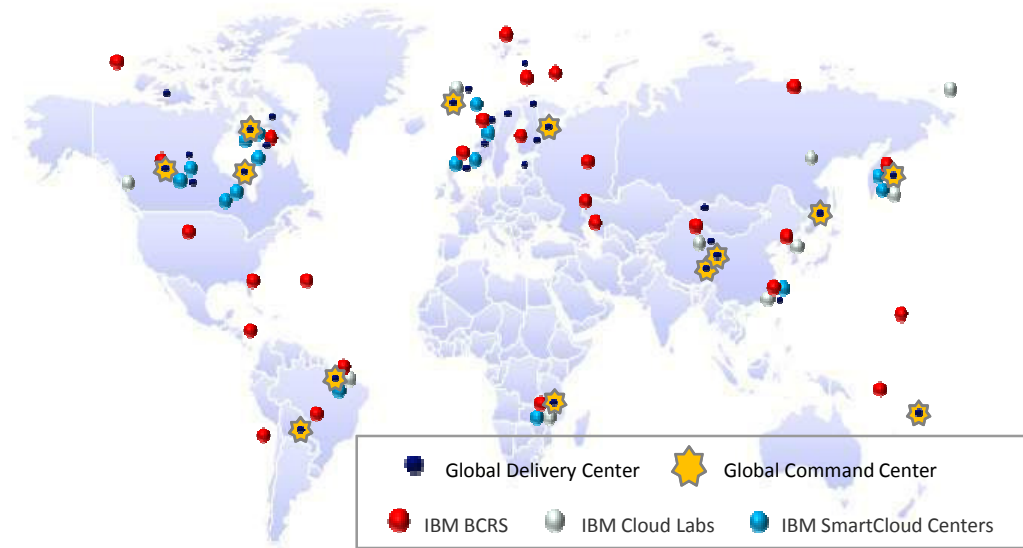 Global Delivery Center
Global Command Center
IBM BCRS
IBM Cloud Labs
IBM SmartCloud Centers